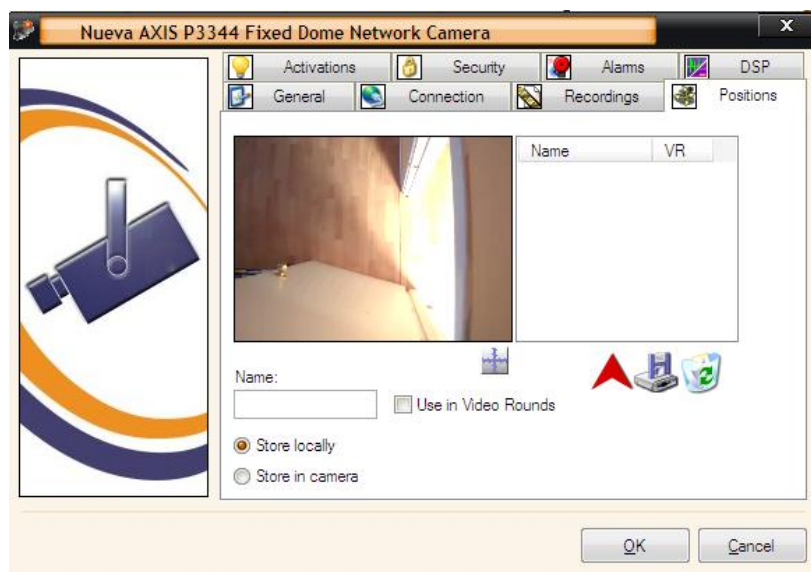 Nueva AXIS P3344 Fixed Dome Network Camera
X
Activations
Security
Alarms
DSP
General
Connection
Recordings
Positions
Name
VR
Name:
Use in Video Rounds
Store locally
Store in camera
OK
Cancel